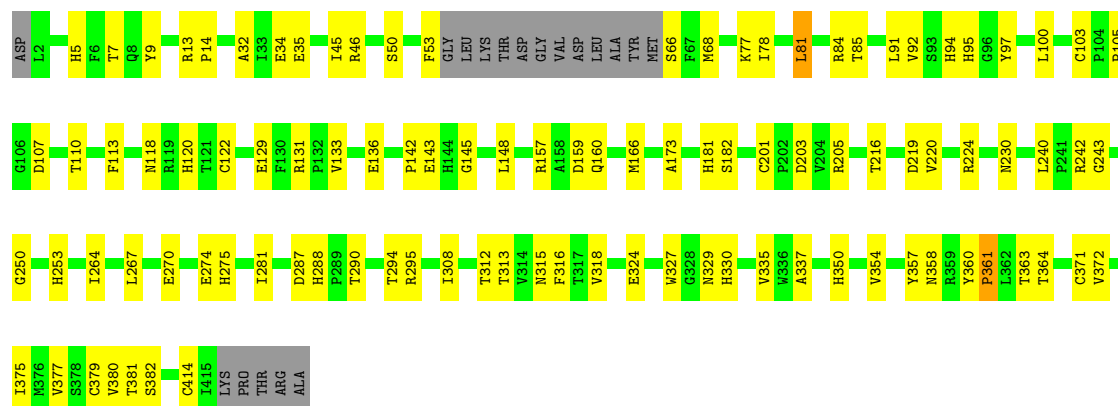 ASP L2 H5 F6 T7 Q8 Y9 R13 P14 A32 I33 E34 E35 I45 R46 S50 F53 GLY LEU LYS THR ASP GLY VAL ASP LEU ALA TYR MET S66 F67 M68 K77 I78 L81 R84 T85 L91 V92 S93 H94 H95 G96 Y97 L100 C103 P104
G106 D107 T110 F113 N118 R119 H120 T121 C122 E129 F130 R131 P132 V133 E136 P142 E143 H144 G145 L148 R157 A158 D159 Q160 M166 A173 H181 S182 C201 P202 D203 V204 R205 T216 D219 V220 R224 N230 L240 P241 R242 G243
G250 H253 I264 L267 E270 E274 H275 I281 D287 H288 P289 T290 T294 R295 I308 T312 T313 V314 N315 F316 T317 V318 E324 W327 G328 N329 H330 V335 W336 A337 H350 V354 Y357 N358 R359 Y360 P361 L362 T363 T364 C371 V372
I375 M376 V377 S378 C379 V380 T381 S382 C414 I415 LYS PRO THR ARG ALA